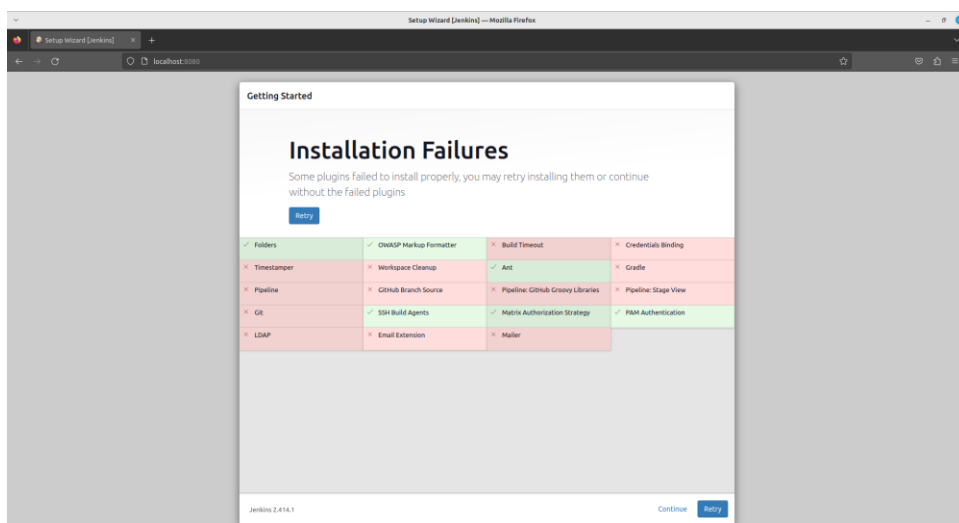 Setup Wizard [Jenkins] — Mozilla Firefox
Setup Wizard [Jenkins]
localhost:8080
Getting Started
Installation Failures
Some plugins failed to install properly, you may retry installing them or continue
without the failed plugins
Retry
Folders OWASP Markup Formatter Build Timeout Credentials Binding
Timestamper Workspace Cleanup Ant Gradle
Pipeline GitHub Branch Source Pipeline: GitHub Groovy Libraries Pipeline: Stage View
Git SSH Build Agents Matrix Authorization Strategy PAM Authentication
LDAP Email Extension Mailer
Jenkins 2.414.1 Continue Retry